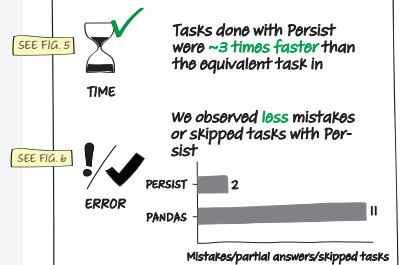 Tasks done with Persist
SEE FIG. 5
were ~3 times faster than
the equivalent task in
TIME
We observed less mistakes
or skipped tasks with Per-
sist
SEE FIG. 6
PERSIST
2
ERROR
PANDAS
11
Mistakes/partial answers/skipped tasks